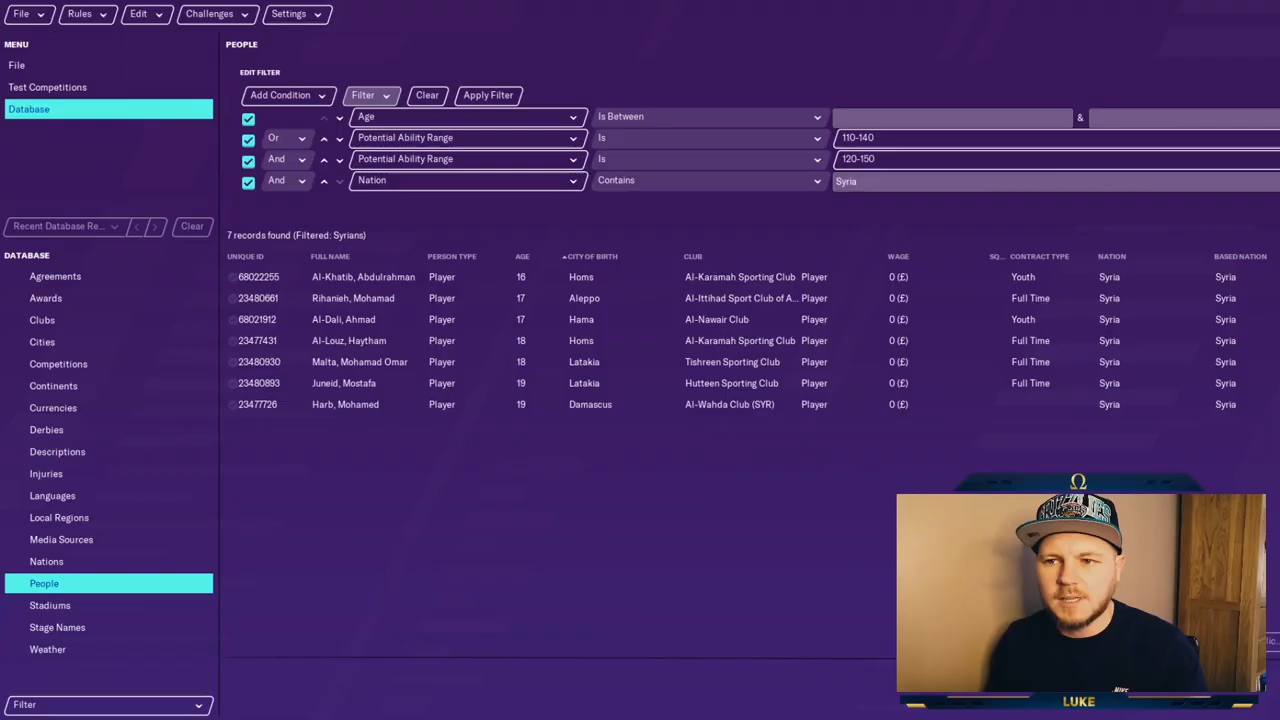 File Rules Edit Challenges Settings
MENU
File
Test Competitions
Database
Recent Database Re... Clear
DATABASE
Agreements
Awards
Clubs
Cities
Competitions
Continents
Currencies
Derbies
Descriptions
Injuries
Languages
Local Regions
Media Sources
Nations
People
Stadiums
Stage Names
Weather
Filter
PEOPLE
EDIT FILTER
Add Condition Filter Clear Apply Filter
Age Is Between &
Or Potential Ability Range Is 110-140
And Potential Ability Range Is 120-150
And Nation Contains Syria
7 records found (Filtered: Syrians)
UNIQUE ID FULL NAME PERSON TYPE AGE CITY OF BIRTH CLUB WAGE SQ... CONTRACT TYPE NATION BASED NATION
68022255 Al-Khatib, Abdulrahman Player 16 Homs Al-Karamah Sporting Club Player 0 (£) Youth Syria Syria
23480661 Rihanieh, Mohamad Player 17 Aleppo Al-Ittihad Sport Club of A... Player 0 (£) Full Time Syria Syria
68021912 Al-Dali, Ahmad Player 17 Hama Al-Nawair Club Player 0 (£) Youth Syria Syria
23477431 Al-Louz, Haytham Player 18 Homs Al-Karamah Sporting Club Player 0 (£) Full Time Syria Syria
23480930 Malta, Mohamad Omar Player 18 Latakia Tishreen Sporting Club Player 0 (£) Full Time Syria Syria
23480893 Juneid, Mostafa Player 19 Latakia Hutteen Sporting Club Player 0 (£) Full Time Syria Syria
23477726 Harb, Mohamed Player 19 Damascus Al-Wahda Club (SYR) Player 0 (£) Syria Syria
Ω
NIKE
LUKE